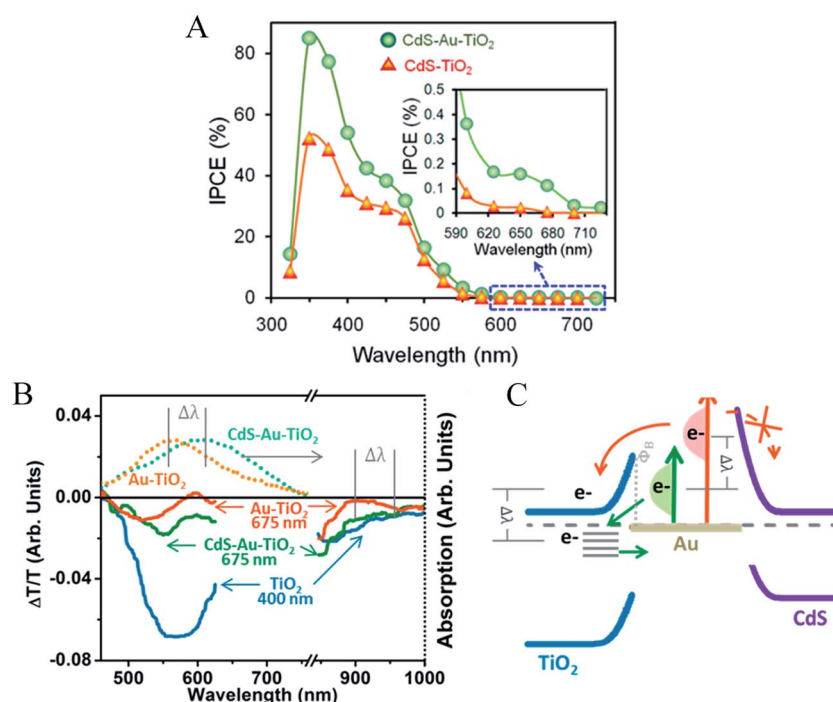 A
CdS-Au-TiO2
CdS-TiO2
IPCE (%)
80
60
40
20
0
300
400
500
600
700
Wavelength (nm)
IPCE (%)
0.5
0.4
0.3
0.2
0.1
0
590
620
650
680
710
Wavelength (nm)
B
ΔT/T (Arb. Units)
0.04
0.00
-0.04
-0.08
Δλ
CdS-Au-TiO2
Au-TiO2
Δλ
Au-TiO2
675 nm
CdS-Au-TiO2
675 nm
TiO2
400 nm
500
600
700
900
1000
Wavelength (nm)
Absorption (Arb. Units)
C
e-
ΦB
Δλ
e-
e-
Δλ
e-
Au
TiO2
CdS